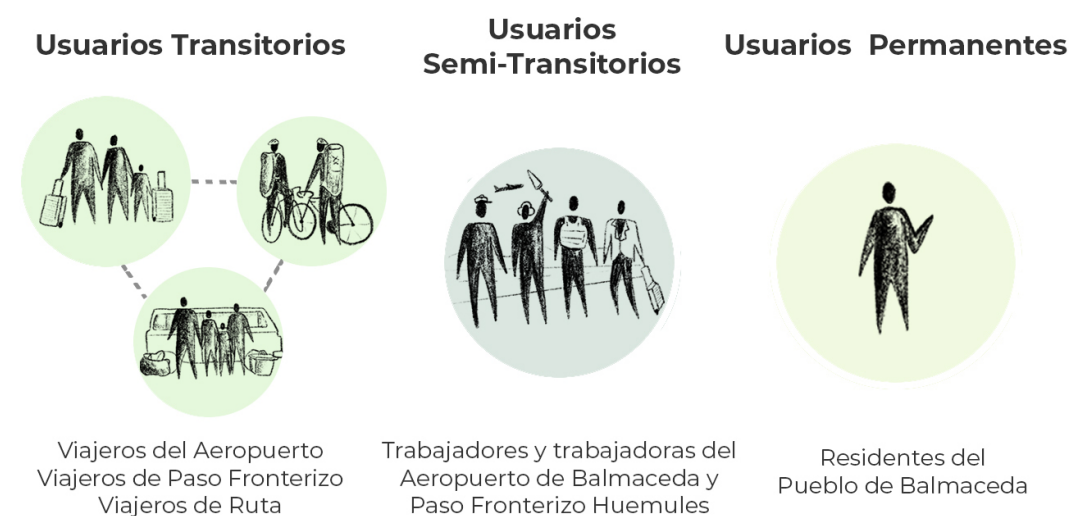 Usuarios Transitorios
Viajeros del Aeropuerto
Viajeros de Paso Fronterizo
Viajeros de Ruta
Usuarios
Semi-Transitorios
Trabajadores y trabajadoras del
Aeropuerto de Balmaceda y
Paso Fronterizo Huemules
Usuarios Permanentes
Residentes del
Pueblo de Balmaceda